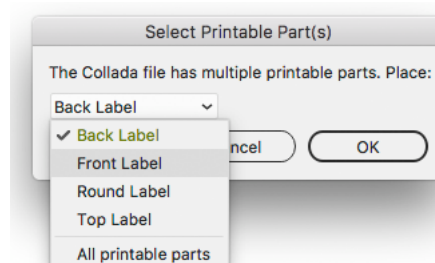 Select Printable Part(s)
The Collada file has multiple printable parts. Place:
Back Label
Back Label
Front Label
ncel
OK
Round Label
Top Label
All printable parts